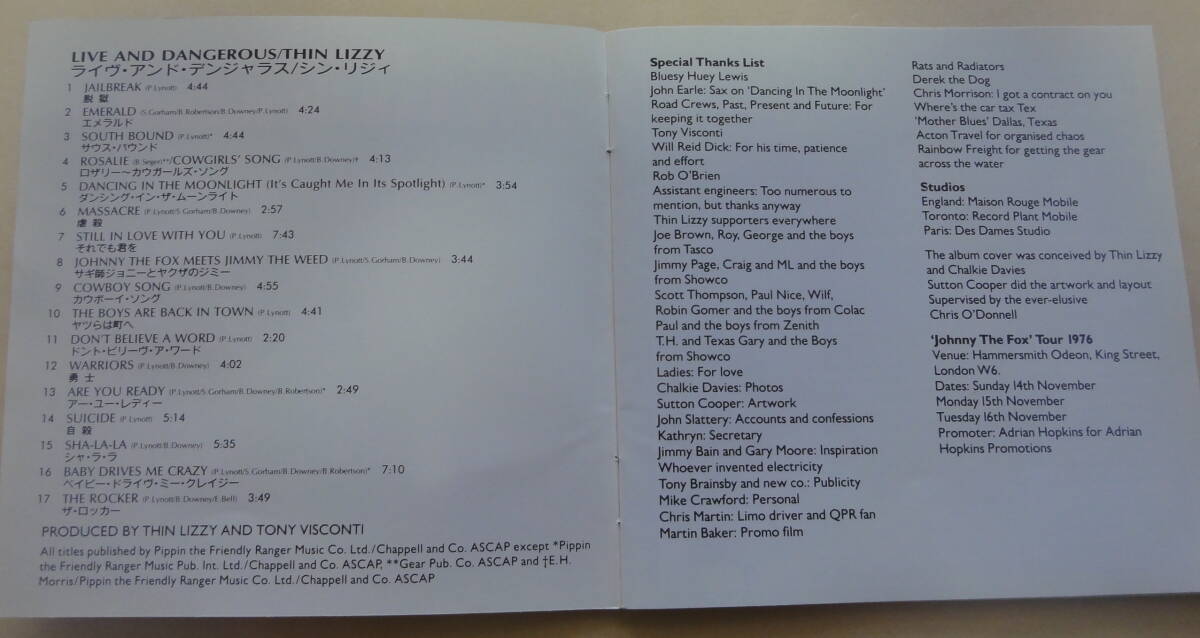 LIVE AND DANGEROUS/THIN LIZZY
ライヴ・アンド・デンジャラス/シン・リジィ
1 JAILBREAK (P.Lynott) 4:44
脱獄
2 EMERALD (S.Gorham/B.Robertson/B.Downey/P.Lynott) 4:24
エメラルド
3 SOUTH BOUND (P.Lynott)* 4:44
サウス・バウンド
4 ROSALIE (B.Seger)**/COWGIRLS' SONG (P.Lynott/B.Downey)† 4:13
ロザリー〜カウガールズ・ソング
5 DANCING IN THE MOONLIGHT (It's Caught Me In Its Spotlight) (P.Lynott)* 3:54
ダンシング・イン・ザ・ムーンライト
6 MASSACRE (P.Lynott/S.Gorham/B.Downey) 2:57
虐殺
7 STILL IN LOVE WITH YOU (P.Lynott) 7:43
それでも君を
8 JOHNNY THE FOX MEETS JIMMY THE WEED (P.Lynott/S.Gorham/B.Downey) 3:44
サギ師ジョニーとヤクザのジミー
9 COWBOY SONG (P.Lynott/B.Downey) 4:55
カウボーイ・ソング
10 THE BOYS ARE BACK IN TOWN (P.Lynott) 4:41
ヤツらは町へ
11 DON'T BELIEVE A WORD (P.Lynott) 2:20
ドント・ビリーヴ・ア・ワード
12 WARRIORS (P.Lynott/B.Downey) 4:02
勇士
13 ARE YOU READY (P.Lynott/S.Gorham/B.Downey/B.Robertson)* 2:49
アー・ユー・レディー
14 SUICIDE (P.Lynott) 5:14
自殺
15 SHA-LA-LA (P.Lynott/B.Downey) 5:35
シャ・ラ・ラ
16 BABY DRIVES ME CRAZY (P.Lynott/S.Gorham/B.Downey/B.Robertson)* 7:10
ベイビー・ドライヴ・ミー・クレイジー
17 THE ROCKER (P.Lynott/B.Downey/E.Bell) 3:49
ザ・ロッカー
PRODUCED BY THIN LIZZY AND TONY VISCONTI
All titles published by Pippin the Friendly Ranger Music Co. Ltd./Chappell and Co. ASCAP except *Pippin
the Friendly Ranger Music Pub. Int. Ltd./Chappell and Co. ASCAP, **Gear Pub. Co. ASCAP and †E.H.
Morris/Pippin the Friendly Ranger Music Co. Ltd./Chappell and Co. ASCAP
Special Thanks List
Bluesy Huey Lewis
John Earle: Sax on 'Dancing In The Moonlight'
Road Crews, Past, Present and Future: For
keeping it together
Tony Visconti
Will Reid Dick: For his time, patience
and effort
Rob O'Brien
Assistant engineers: Too numerous to
mention, but thanks anyway
Thin Lizzy supporters everywhere
Joe Brown, Roy, George and the boys
from Tasco
Jimmy Page, Craig and ML and the boys
from Showco
Scott Thompson, Paul Nice, Wilf,
Robin Gomer and the boys from Colac
Paul and the boys from Zenith
T.H. and Texas Gary and the Boys
from Showco
Ladies: For love
Chalkie Davies: Photos
Sutton Cooper: Artwork
John Slattery: Accounts and confessions
Kathryn: Secretary
Jimmy Bain and Gary Moore: Inspiration
Whoever invented electricity
Tony Brainsby and new co.: Publicity
Mike Crawford: Personal
Chris Martin: Limo driver and QPR fan
Martin Baker: Promo film
Rats and Radiators
Derek the Dog
Chris Morrison: I got a contract on you
Where's the car tax Tex
'Mother Blues' Dallas, Texas
Acton Travel for organised chaos
Rainbow Freight for getting the gear
across the water
Studios
England: Maison Rouge Mobile
Toronto: Record Plant Mobile
Paris: Des Dames Studio
The album cover was conceived by Thin Lizzy
and Chalkie Davies
Sutton Cooper did the artwork and layout
Supervised by the ever-elusive
Chris O'Donnell
'Johnny The Fox' Tour 1976
Venue: Hammersmith Odeon, King Street,
London W6.
Dates: Sunday 14th November
Monday 15th November
Tuesday 16th November
Promoter: Adrian Hopkins for Adrian
Hopkins Promotions